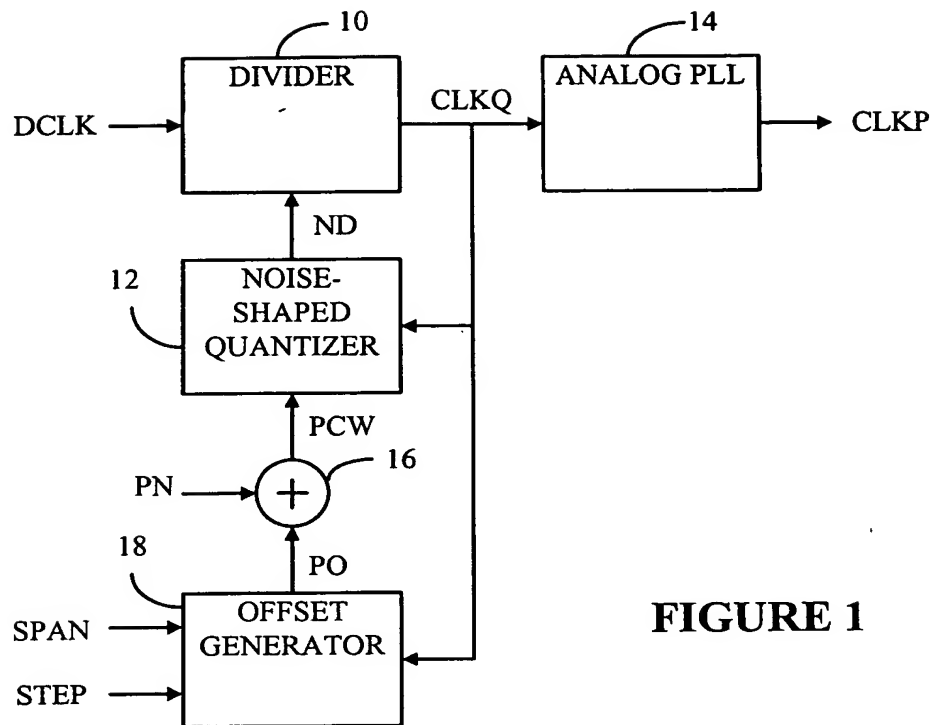 10
14
DIVIDER
ANALOG PLL
CLKQ
DCLK
CLKP
ND
12
NOISE-
SHAPED
QUANTIZER
PCW
16
PN
+
18
PO
OFFSET
GENERATOR
SPAN
STEP
FIGURE 1